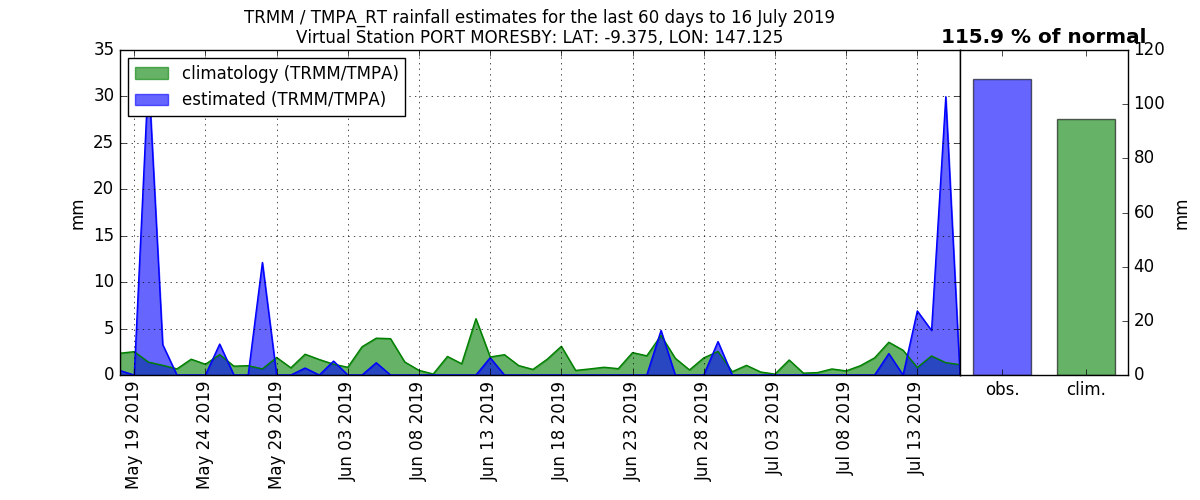 TRMM / TMPA_RT rainfall estimates for the last 60 days to 16 July 2019
Virtual Station PORT MORESBY: LAT: -9.375, LON: 147.125
115.9 % of normal
climatology (TRMM/TMPA)
estimated (TRMM/TMPA)
mm
35
30
25
20
15
10
5
0
May 19 2019
May 24 2019
May 29 2019
Jun 03 2019
Jun 08 2019
Jun 13 2019
Jun 18 2019
Jun 23 2019
Jun 28 2019
Jul 03 2019
Jul 08 2019
Jul 13 2019
obs.
clim.
120
100
80
60
40
20
0
mm